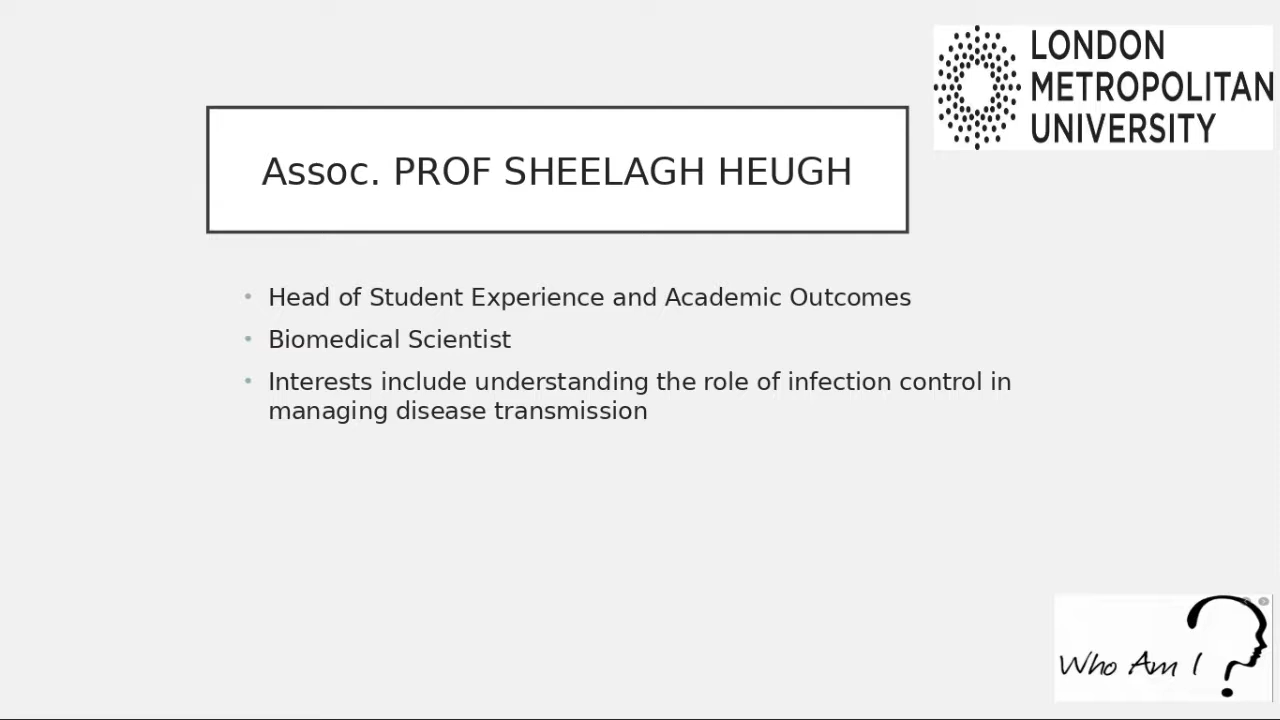 LONDON
METROPOLITAN
UNIVERSITY
Assoc. PROF SHEELAGH HEUGH
• Head of Student Experience and Academic Outcomes
• Biomedical Scientist
• Interests include understanding the role of infection control in
managing disease transmission
Who Am I ?